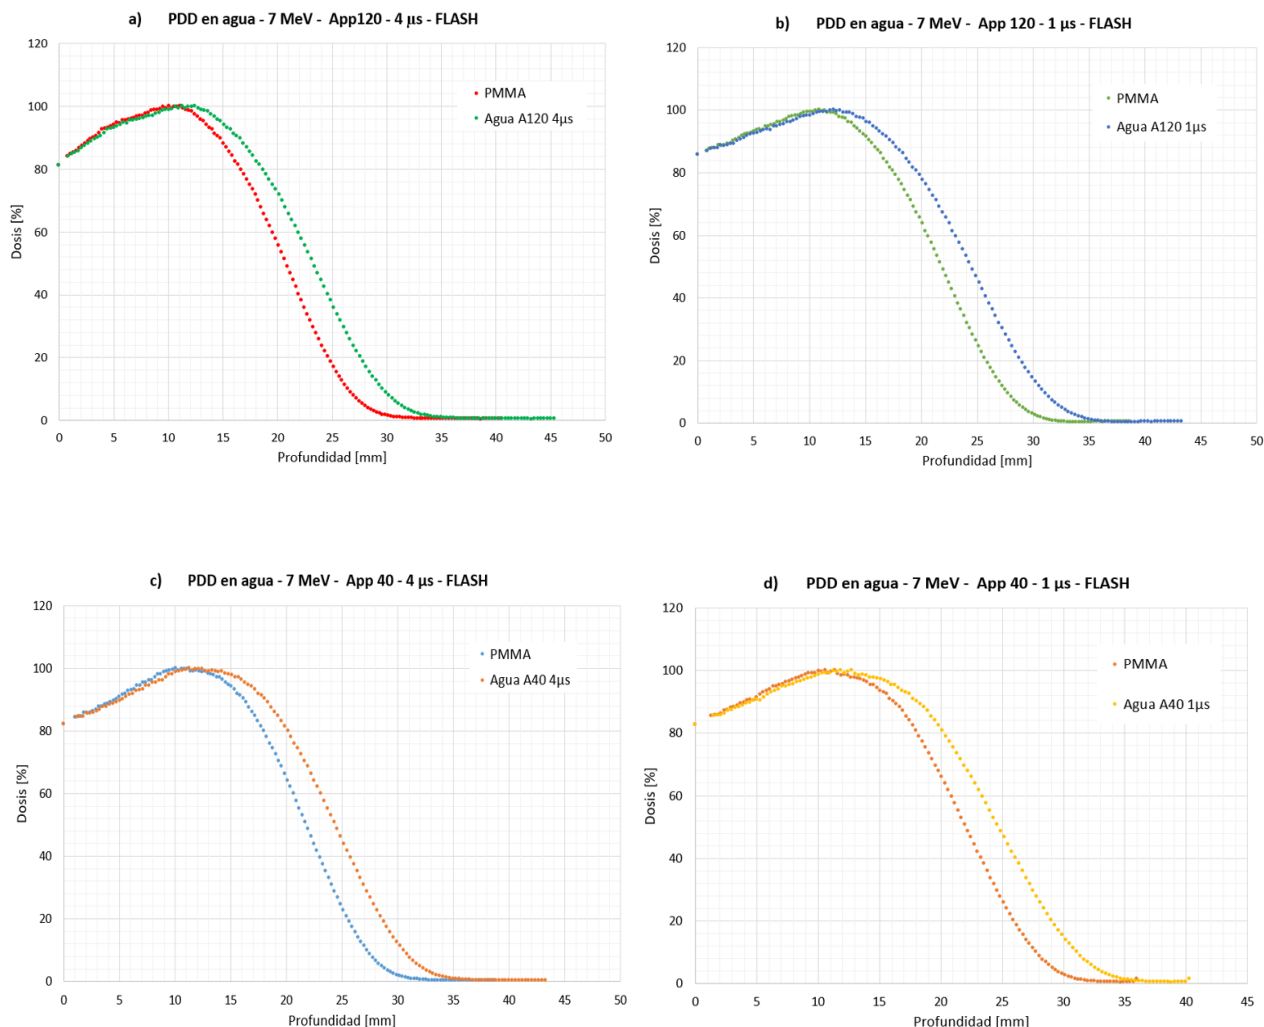 a) PDD en agua - 7 MeV - App120 - 4 µs - FLASH
120
100
80
60
40
20
0
Dosis [%]
PMMA
Agua A120 4µs
0 5 10 15 20 25 30 35 40 45 50
Profundidad [mm]
b) PDD en agua - 7 MeV - App 120 - 1 µs - FLASH
120
100
80
60
40
20
0
Dosis [%]
PMMA
Agua A120 1µs
0 5 10 15 20 25 30 35 40 45 50
Profundidad [mm]
c) PDD en agua - 7 MeV - App 40 - 4 µs - FLASH
120
100
80
60
40
20
0
Dosis [%]
PMMA
Agua A40 4µs
0 5 10 15 20 25 30 35 40 45 50
Profundidad [mm]
d) PDD en agua - 7 MeV - App 40 - 1 µs - FLASH
120
100
80
60
40
20
0
Dosis [%]
PMMA
Agua A40 1µs
0 5 10 15 20 25 30 35 40 45
Profundidad [mm]